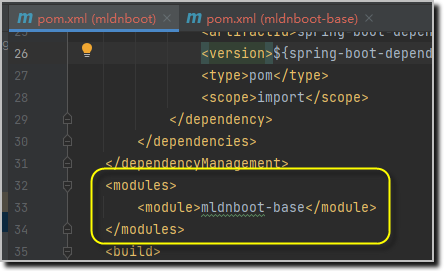 pom.xml (mldnboot)
pom.xml (mldnboot-base)
25 <artifactId>spring-boot-depen
26 <version>${spring-boot-depend
27 <type>pom</type>
28 <scope>import</scope>
29 </dependency>
30 </dependencies>
31 </dependencyManagement>
32 <modules>
33 <module>mldnboot-base</module>
34 </modules>
35 <build>